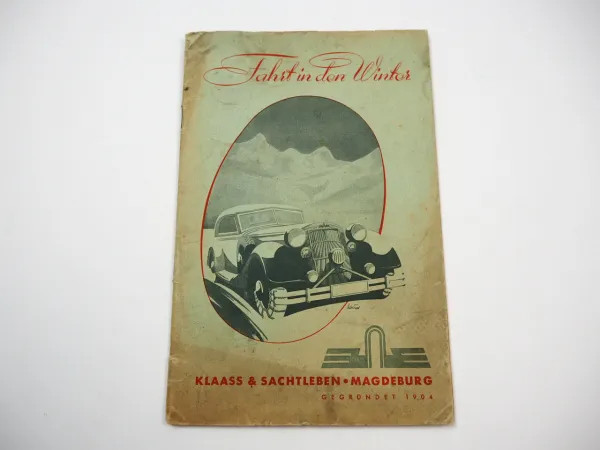 Fahrt in den Winter
KLAASS & SACHTLEBEN • MAGDEBURG
GEGRÜNDET 1904